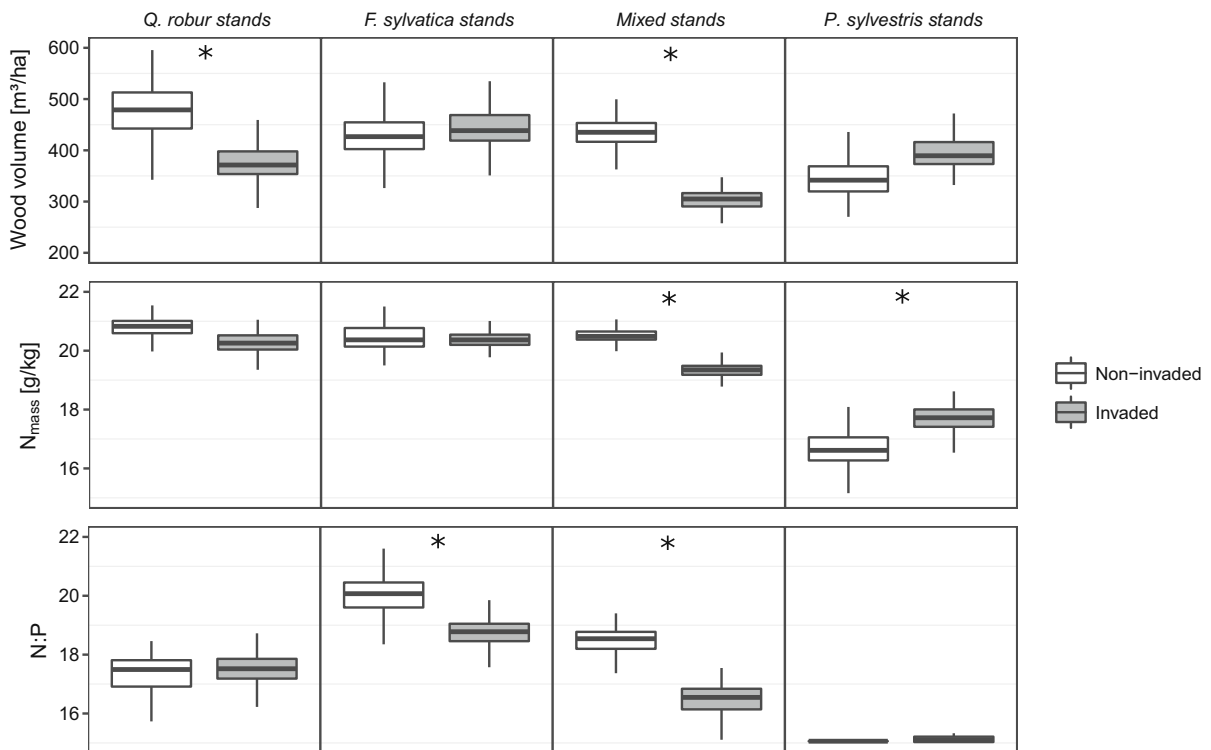 Q. robur stands F. sylvatica stands Mixed stands P. sylvestris stands
Wood volume [m³/ha]
600
500
400
300
200
* *
Nmass [g/kg]
22
20
18
16
* *
N:P
22
20
18
16
* *
Non−invaded
Invaded